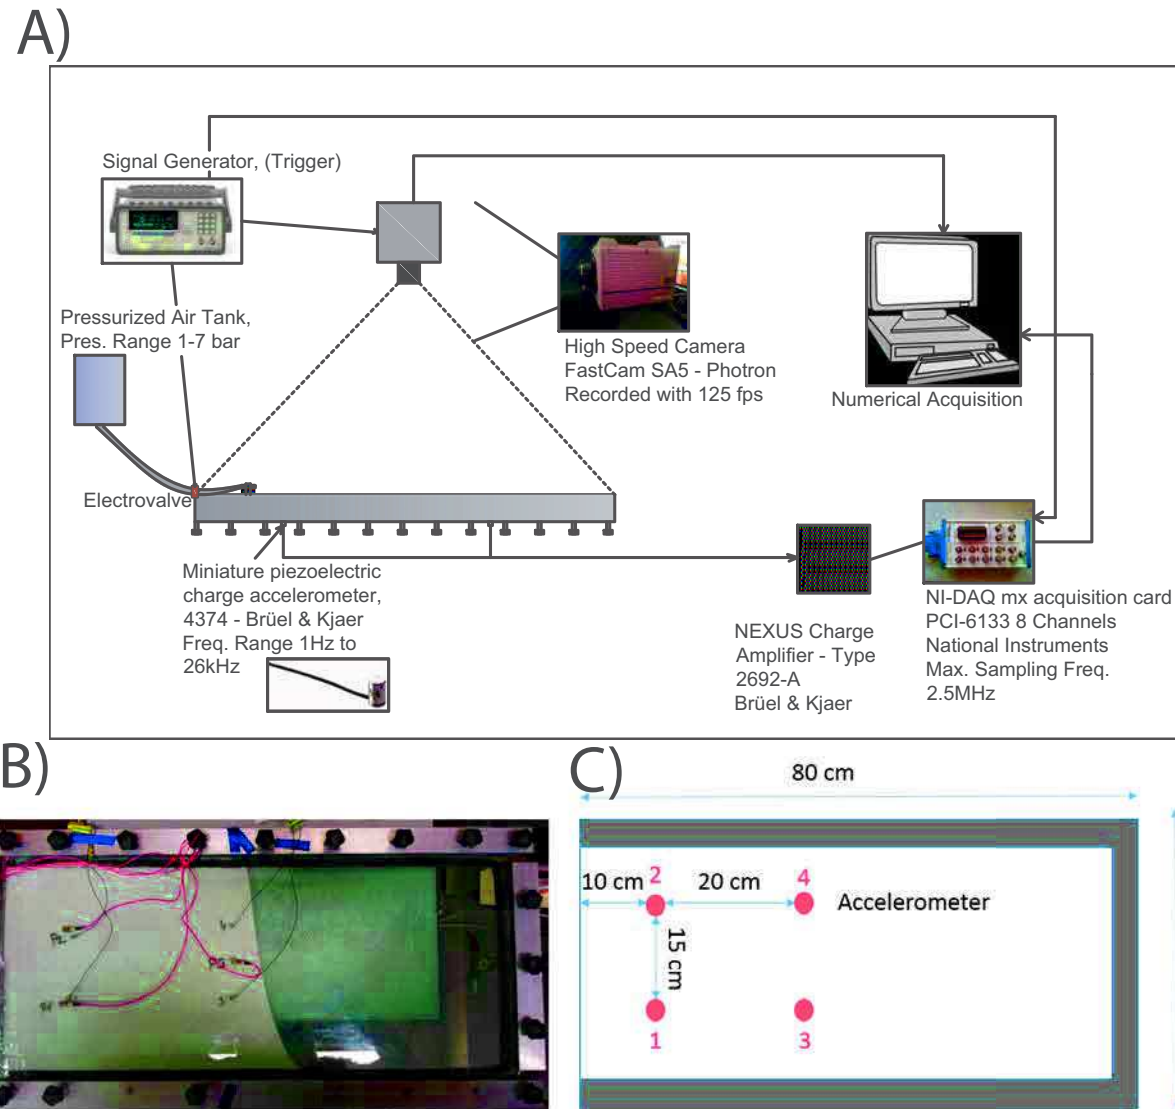 A)
Signal Generator, (Trigger)
Pressurized Air Tank,
Pres. Range 1-7 bar
High Speed Camera
FastCam SA5 - Photron
Recorded with 125 fps
Numerical Acquisition
Electrovalve
Miniature piezoelectric
charge accelerometer,
4374 - Brüel & Kjaer
Freq. Range 1Hz to
26kHz
NEXUS Charge
Amplifier - Type
2692-A
Brüel & Kjaer
NI-DAQ mx acquisition card
PCI-6133 8 Channels
National Instruments
Max. Sampling Freq.
2.5MHz
B)
C)
80 cm
10 cm
2
20 cm
4
Accelerometer
15 cm
1
3